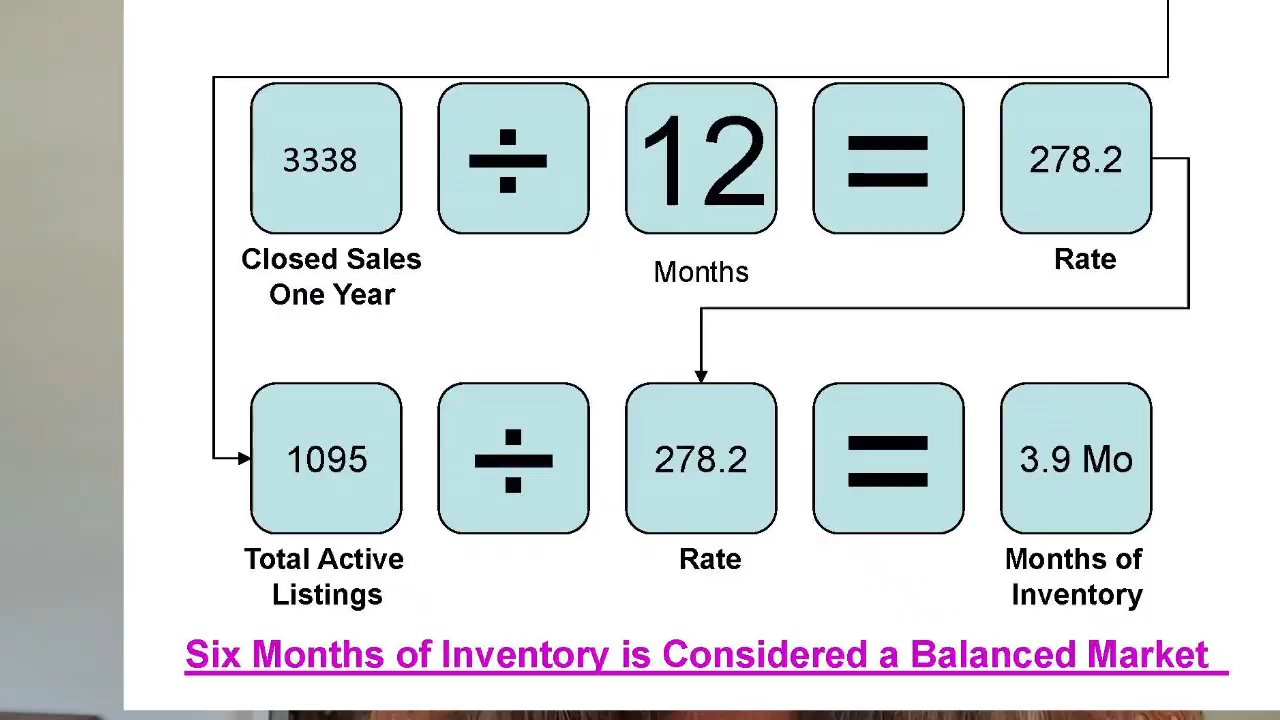 3338 ÷ 12 = 278.2
Closed Sales
One Year
Months
Rate
1095 ÷ 278.2 = 3.9 Mo
Total Active
Listings
Rate
Months of
Inventory
Six Months of Inventory is Considered a Balanced Market